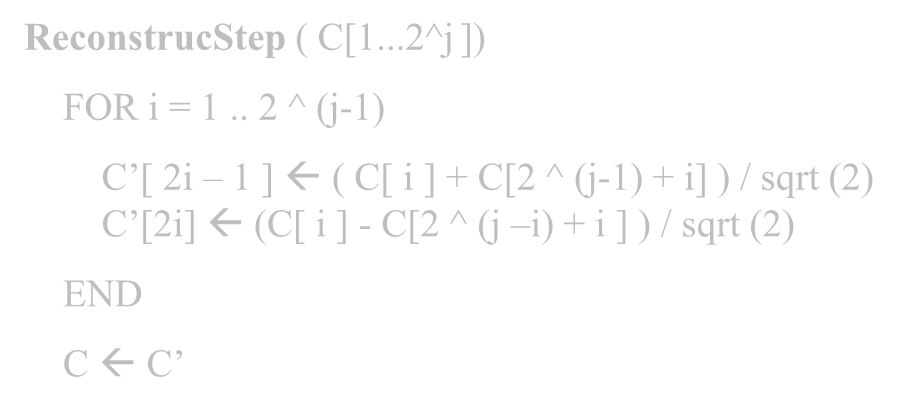 ReconstrucStep ( C[1...2^j ])
FOR i = 1 .. 2 ^ (j-1)
C’[ 2i – 1 ] ← ( C[ i ] + C[2 ^ (j-1) + i] ) / sqrt (2)
C’[2i] ← (C[ i ] - C[2 ^ (j –i) + i ] ) / sqrt (2)
END
C ← C’